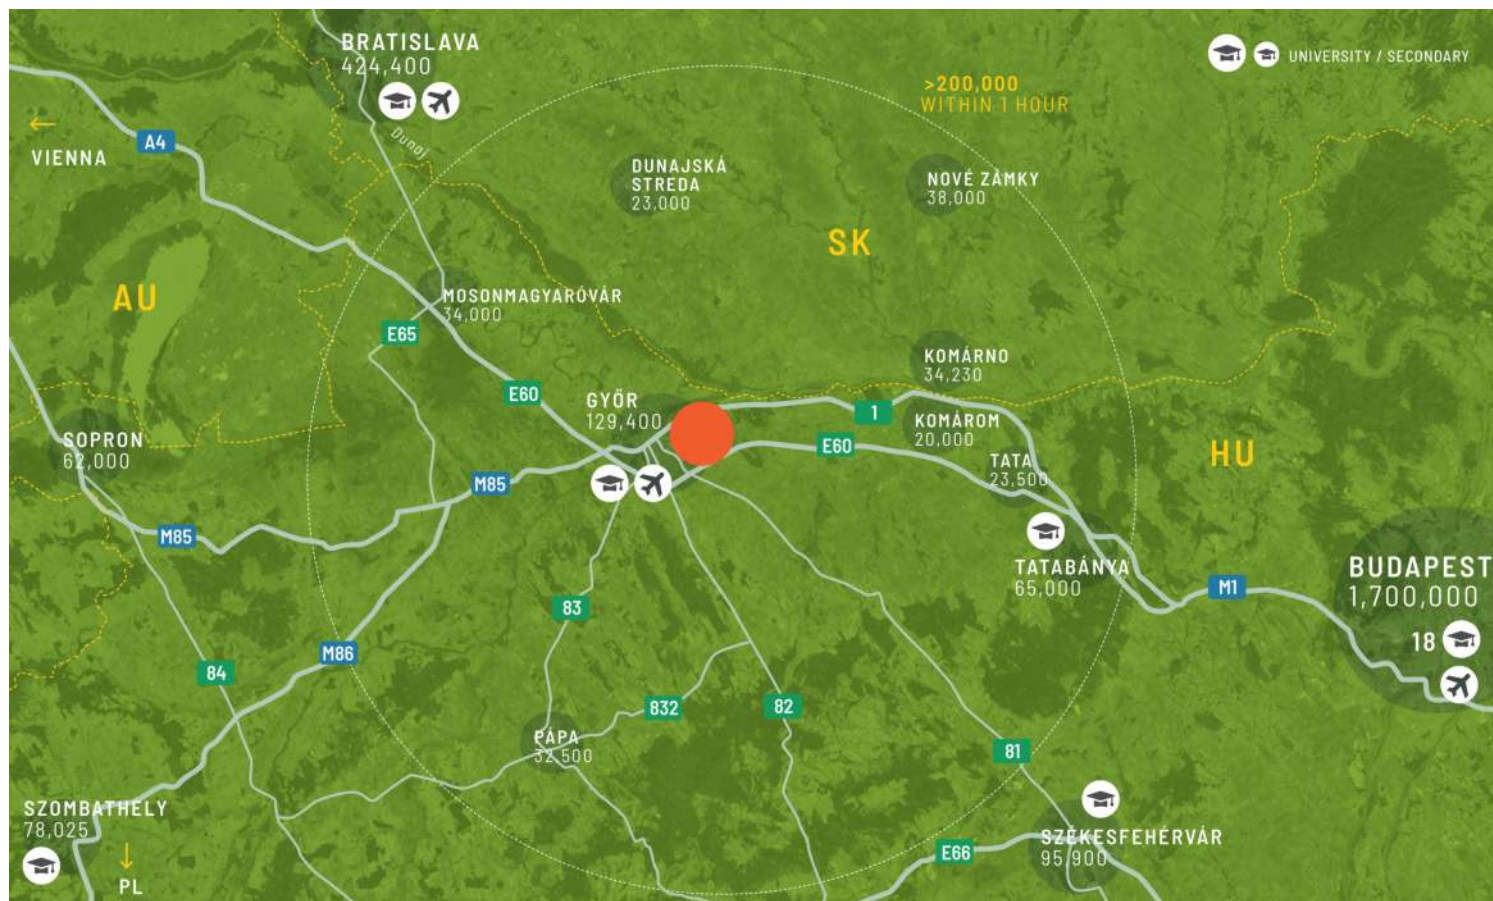 BRATISLAVA
424,400
UNIVERSITY / SECONDARY
>200,000
WITHIN 1 HOUR
Dunaj
A4
VIENNA
DUNAJSKÁ
STREDA
23,000
NOVÉ ZÀMKY
38,000
SK
AU
MOSONMAGYARÓVÁR
34,000
E65
E60
GYŐR
129,400
KOMÁRNO
34,230
1
KOMÁROM
20,000
E60
SOPRON
62,000
HU
TATA
23,500
M85
M85
TATABÁNYA
65,000
M1
BUDAPEST
1,700,000
18
83
M86
84
832
82
PÁPA
32,500
81
SZOMBATHELY
78,025
SZÉKESFEHÉRVÁR
95,900
E66
PL